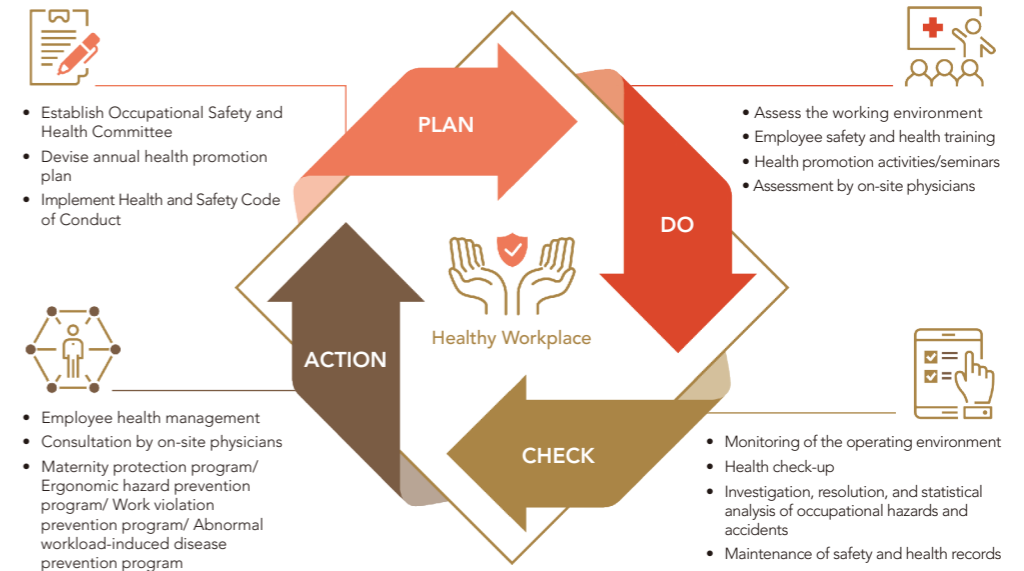 PLAN
• Establish Occupational Safety and
Health Committee
• Devise annual health promotion
plan
• Implement Health and Safety Code
of Conduct
DO
• Assess the working environment
• Employee safety and health training
• Health promotion activities/seminars
• Assessment by on-site physicians
Healthy Workplace
ACTION
• Employee health management
• Consultation by on-site physicians
• Maternity protection program/
Ergonomic hazard prevention
program/ Work violation
prevention program/ Abnormal
workload-induced disease
prevention program
CHECK
• Monitoring of the operating environment
• Health check-up
• Investigation, resolution, and statistical
analysis of occupational hazards and
accidents
• Maintenance of safety and health records